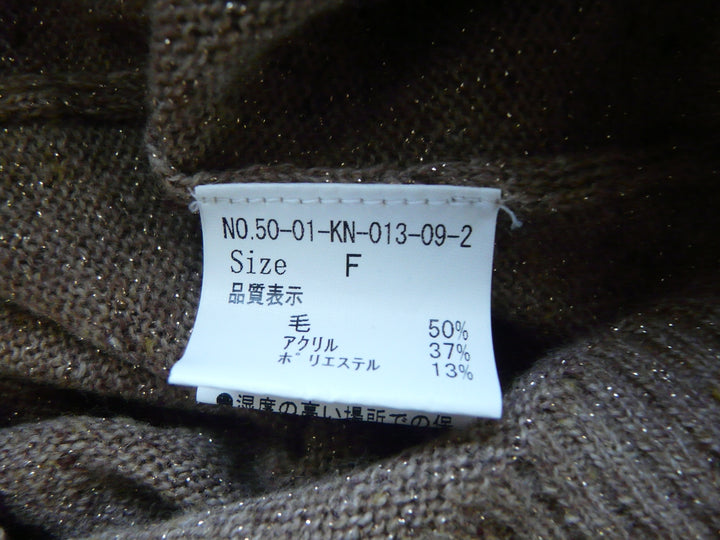 NO.50-01-KN-013-09-2
Size F
品質表示
毛 50%
アクリル 37%
ポリエステル 13%
●湿度の高い場所での保